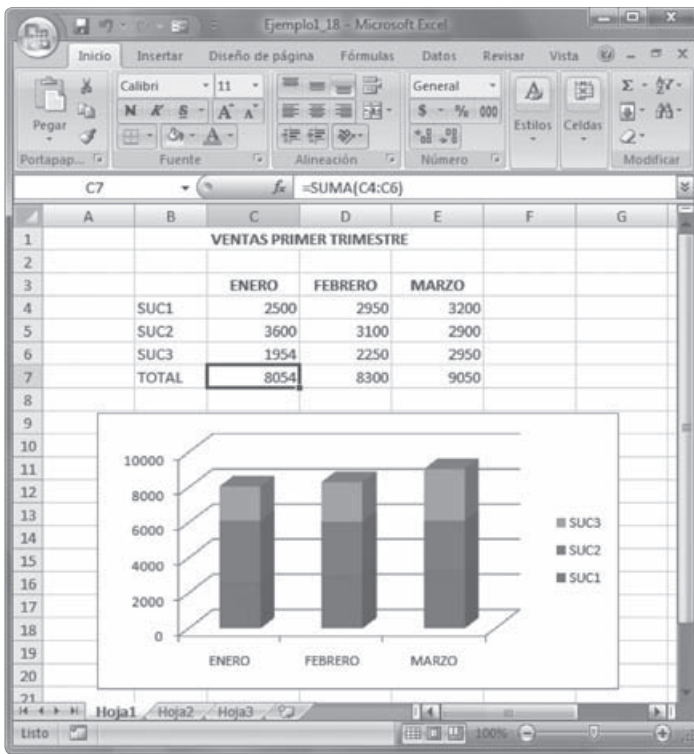 Ejemplo1_18 - Microsoft Excel
Inicio Insertar Diseño de página Fórmulas Datos Revisar Vista
Calibri 11 General
Pegar N K S A A A $ % 000 Estilos Celdas Σ
Portapap... Fuente Alineación Número Modificar
C7 fx =SUMA(C4:C6)
A B C D E F G
1 VENTAS PRIMER TRIMESTRE
2
3 ENERO FEBRERO MARZO
4 SUC1 2500 2950 3200
5 SUC2 3600 3100 2900
6 SUC3 1954 2250 2950
7 TOTAL 8054 8300 9050
8
9
10
11
12
13
14
15
16
17
18
19
20
21
10000
8000
6000
4000
2000
0
ENERO FEBRERO MARZO
SUC3
SUC2
SUC1
Hoja1 Hoja2 Hoja3
Listo 100%